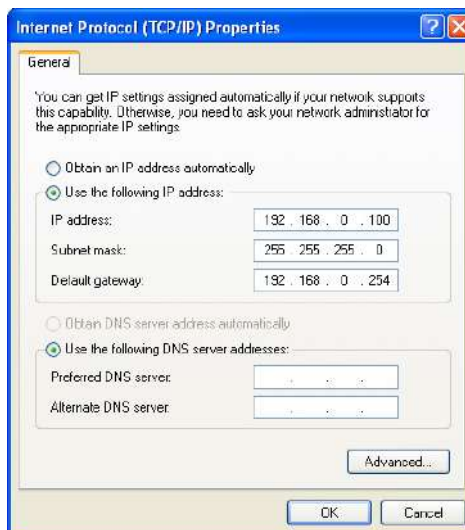 Internet Protocol (TCP/IP) Properties
General
You can get IP settings assigned automatically if your network supports
this capability. Otherwise, you need to ask your network administrator for
the appropriate IP settings.
Obtain an IP address automatically
Use the following IP address:
IP address: 192 . 168 . 0 . 100
Subnet mask: 255 . 255 . 255 . 0
Default gateway: 192 . 168 . 0 . 254
Obtain DNS server address automatically
Use the following DNS server addresses:
Preferred DNS server: . . .
Alternate DNS server: . . .
Advanced...
OK Cancel